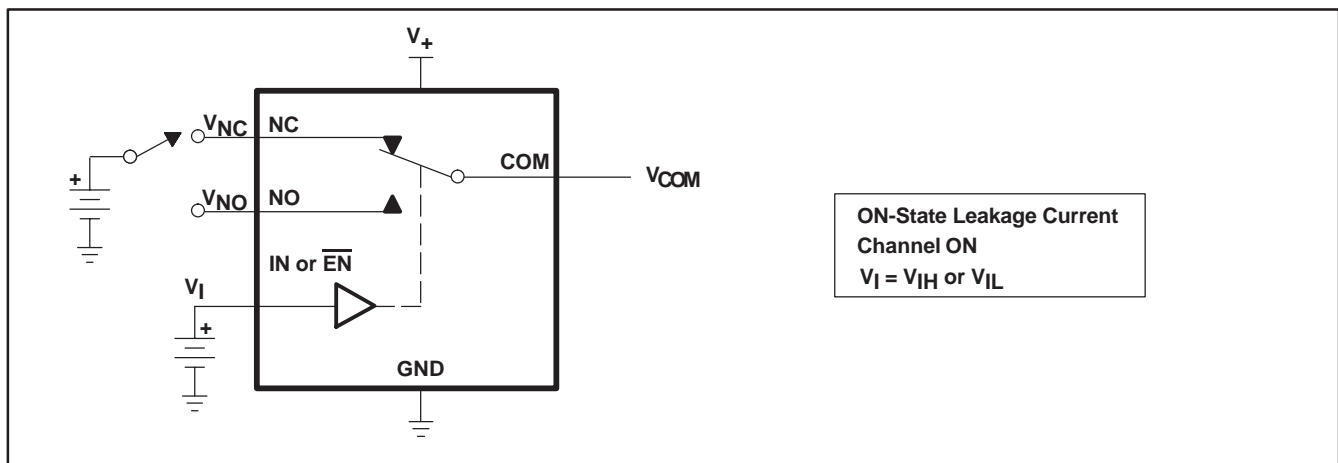 V+
VNC NC
COM
VCOM
VNO NO
IN or E̅N̅
VI
+
+
GND
ON-State Leakage Current
Channel ON
VI = VIH or VIL